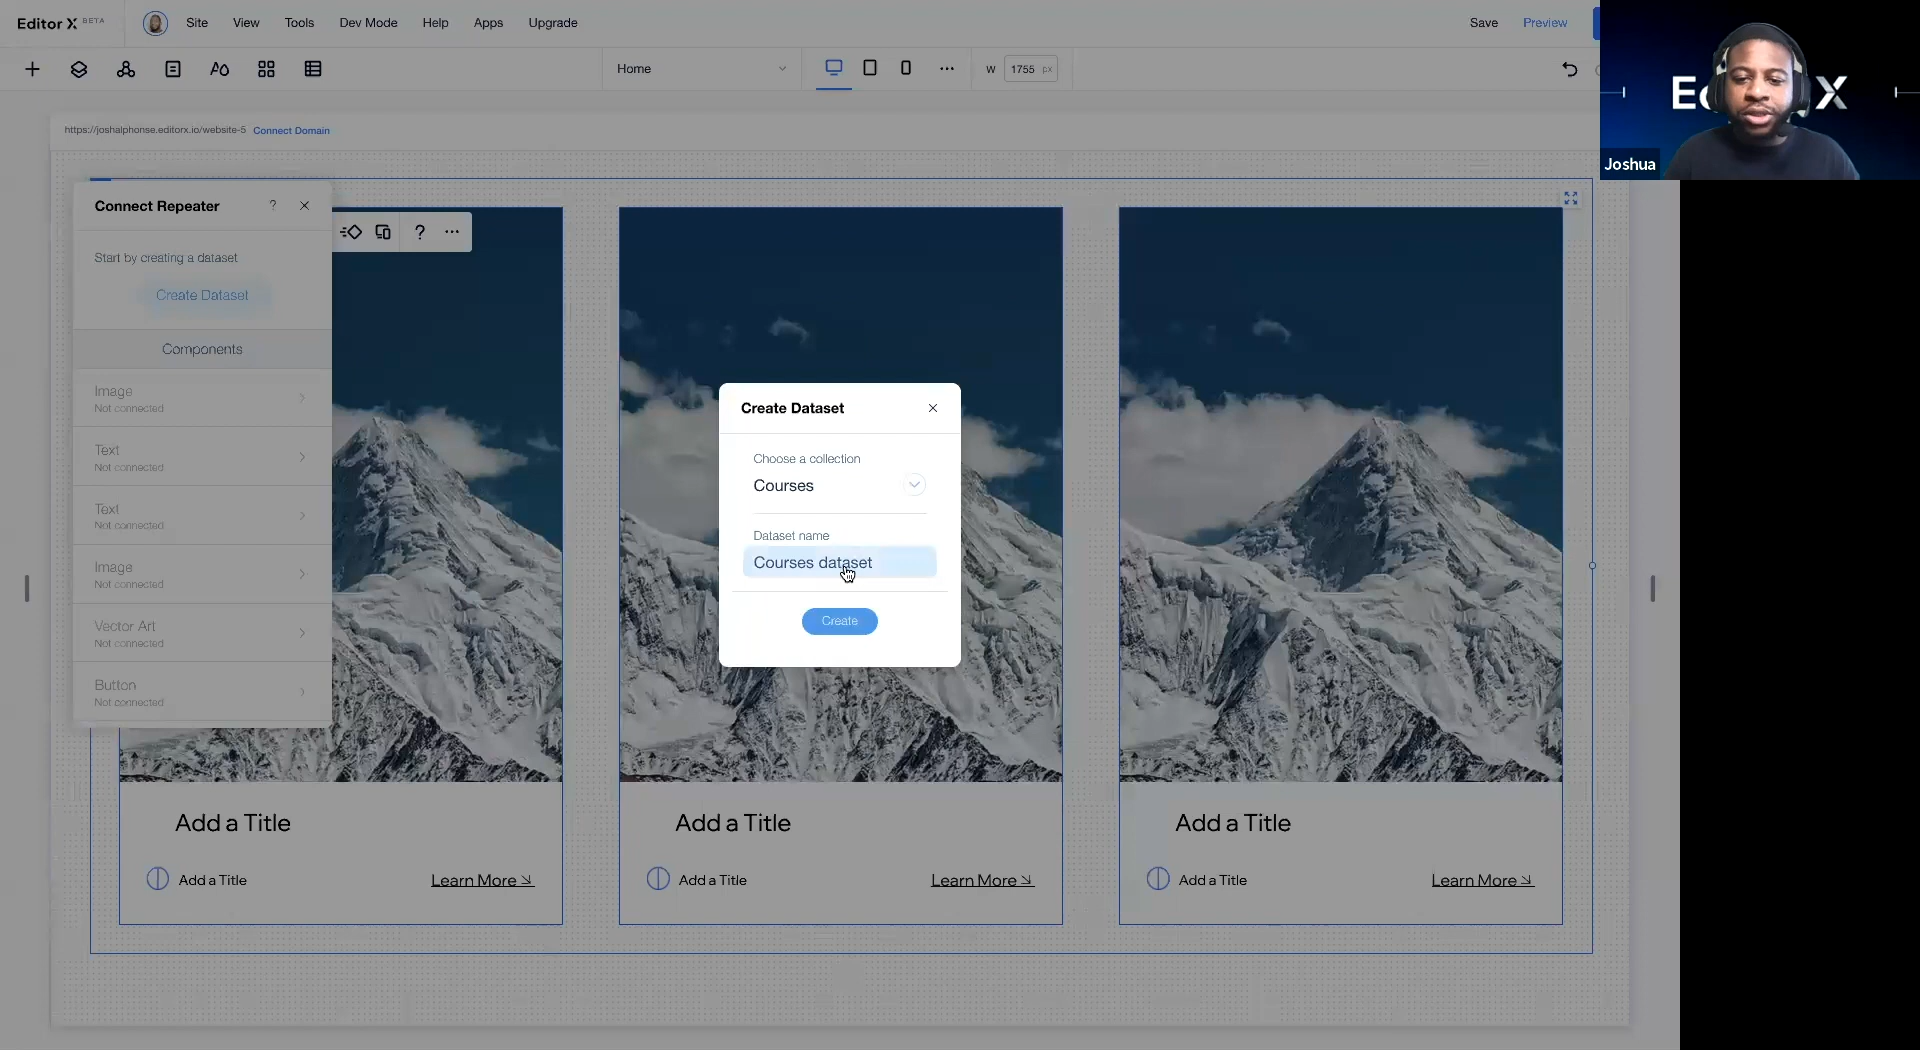 Editor X BETA
Site
View
Tools
Dev Mode
Help
Apps
Upgrade
Save
Preview
Home
W
1755 px
https://joshalphonse.editorx.io/website-5 Connect Domain
Joshua
Connect Repeater
?
Start by creating a dataset
Create Dataset
Components
Image
Not connected
Text
Not connected
Text
Not connected
Image
Not connected
Vector Art
Not connected
Button
Not connected
?
Create Dataset
Choose a collection
Courses
Dataset name
Courses dataset
Create
Add a Title
Add a Title
Learn More
Add a Title
Add a Title
Learn More
Add a Title
Add a Title
Learn More